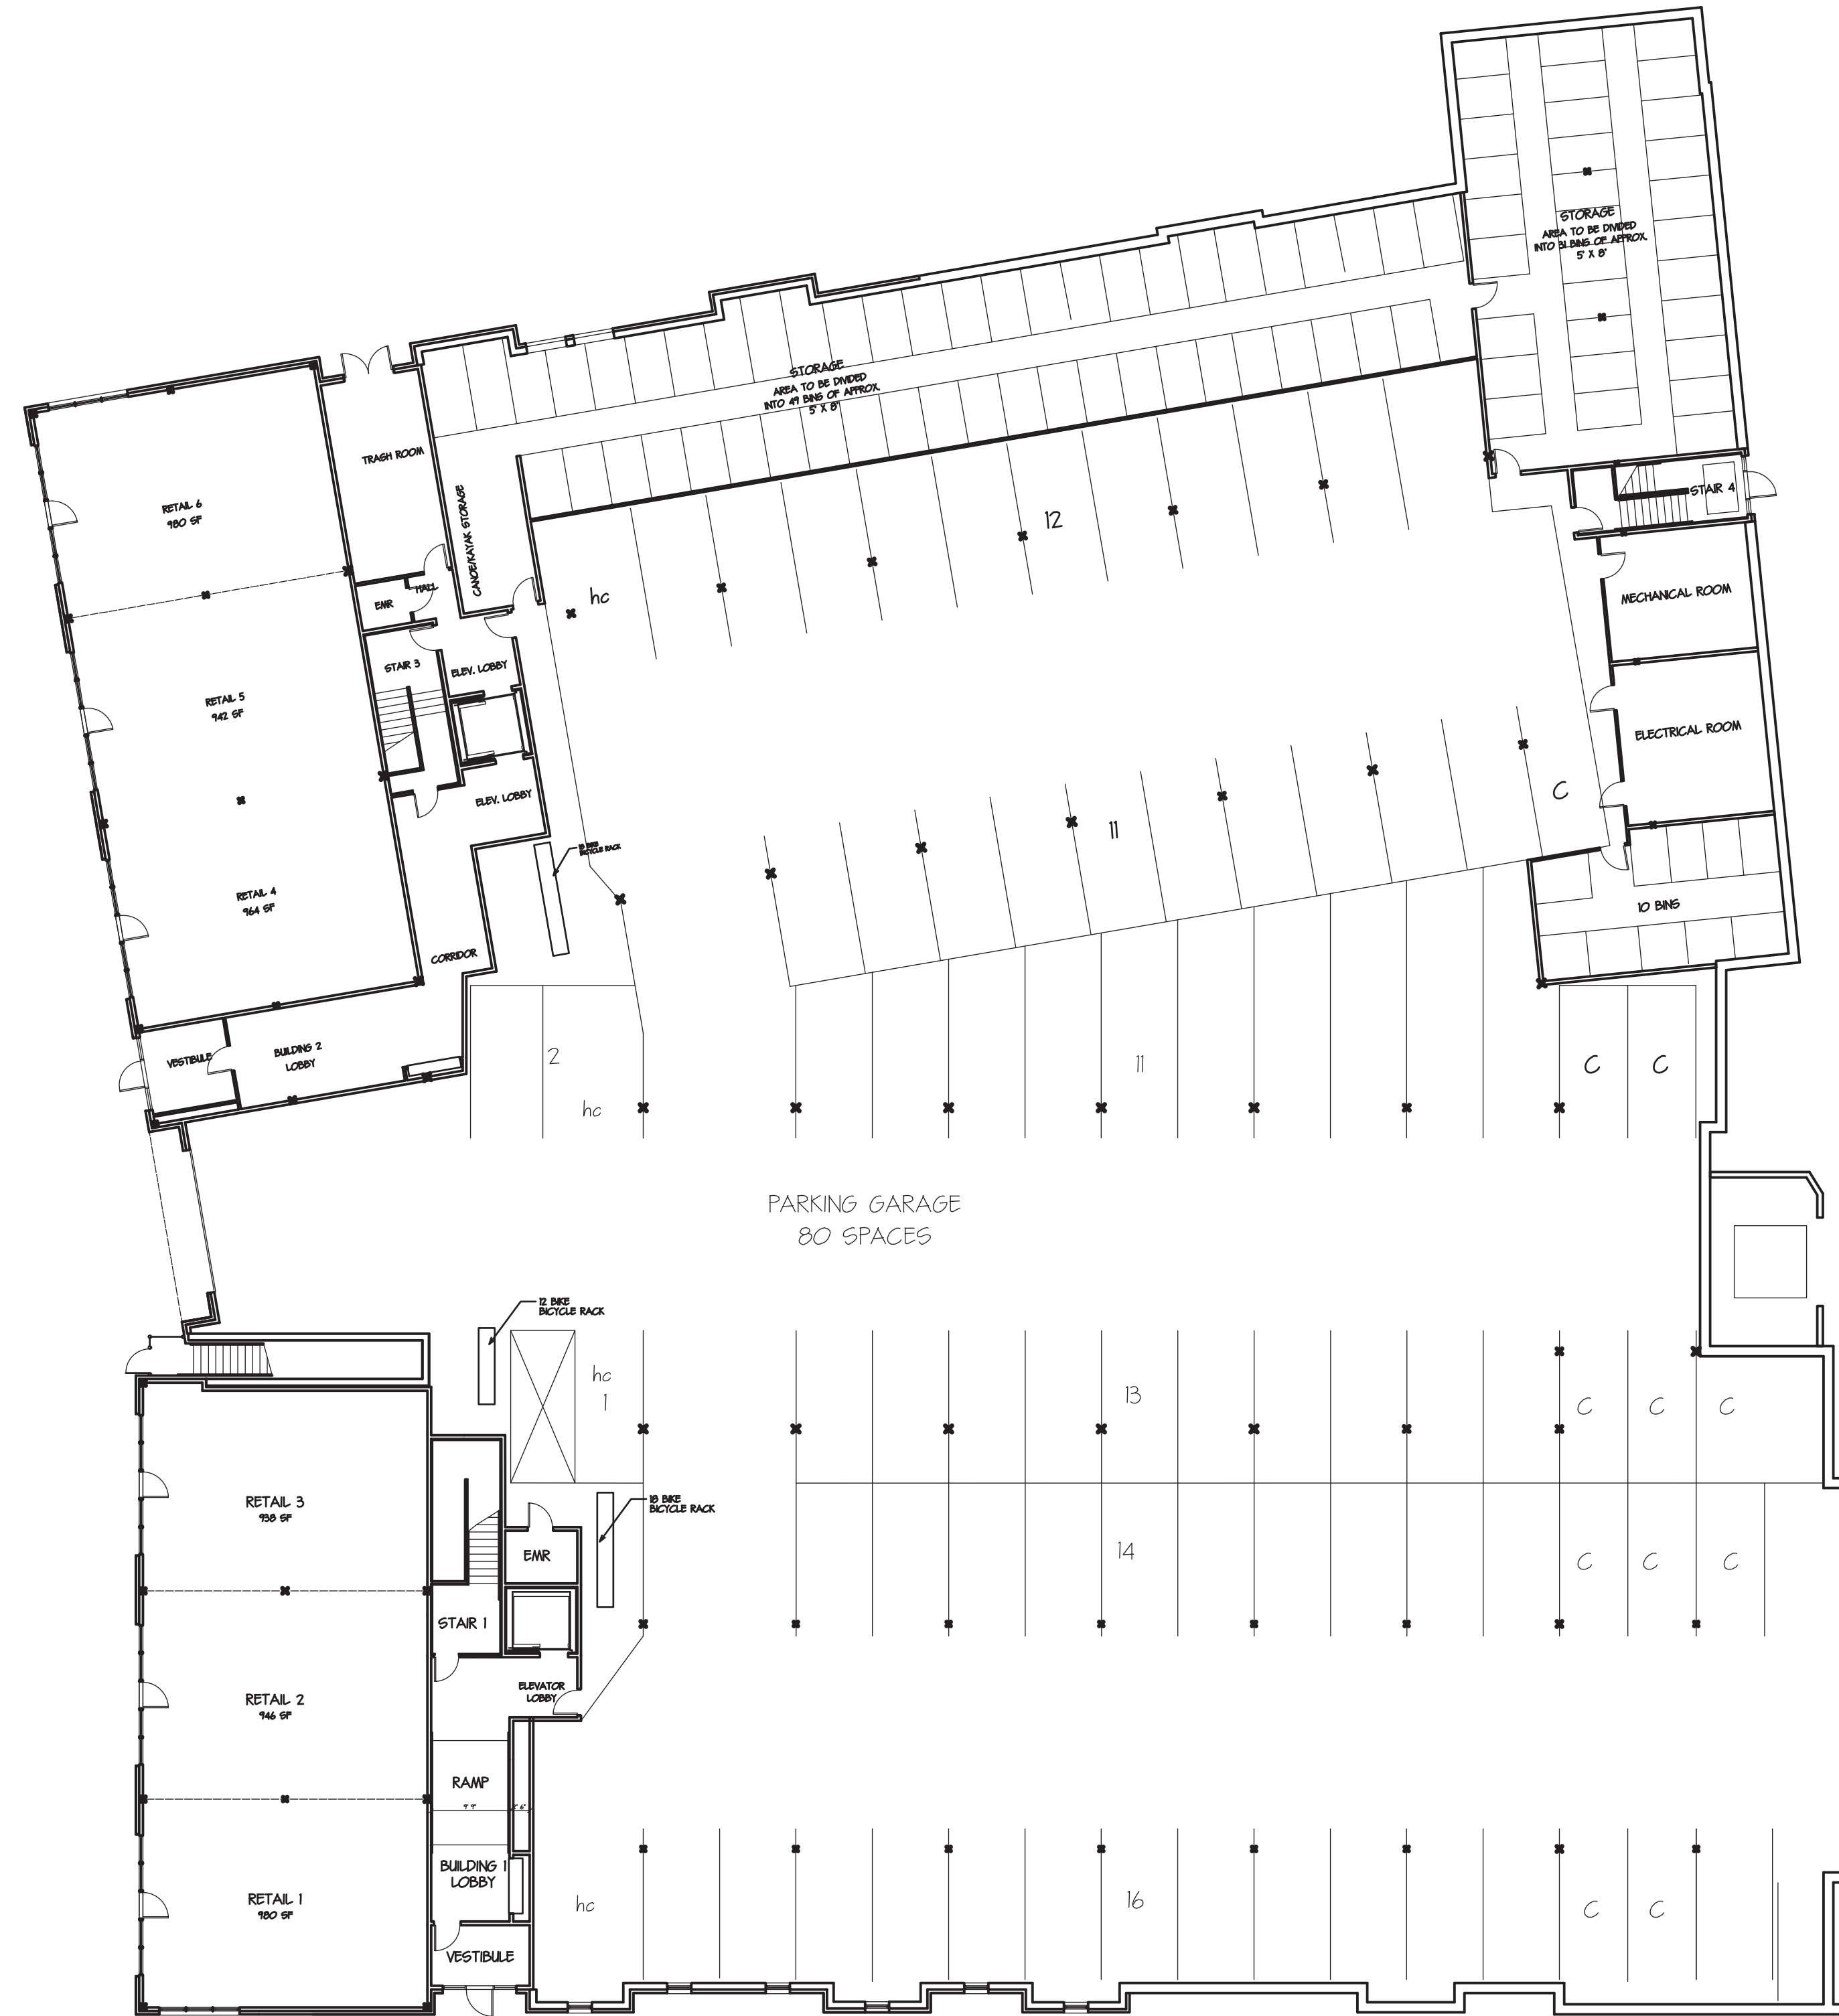 STORAGE
AREA TO BE DIVIDED
INTO 31 BINS OF APPROX.
5' X 8'
STORAGE
AREA TO BE DIVIDED
INTO 49 BINS OF APPROX.
5' X 8'
TRASH ROOM
CANOE/KAYAK STORAGE
RETAIL 6
980 SF
12
STAIR 4
hc
HALL
EMR
MECHANICAL ROOM
STAIR 3
ELEV. LOBBY
RETAIL 5
942 SF
ELECTRICAL ROOM
ELEV. LOBBY
C
11
18 BIKE
BICYCLE RACK
RETAIL 4
964 SF
10 BINS
CORRIDOR
VESTIBULE
BUILDING 2
LOBBY
2
hc
11
C
C
PARKING GARAGE
80 SPACES
12 BIKE
BICYCLE RACK
hc
1
13
C
C
C
RETAIL 3
938 SF
18 BIKE
BICYCLE RACK
EMR
14
C
C
C
STAIR 1
ELEVATOR
LOBBY
RETAIL 2
946 SF
RAMP
BUILDING 1
LOBBY
RETAIL 1
980 SF
hc
16
C
C
VESTIBULE